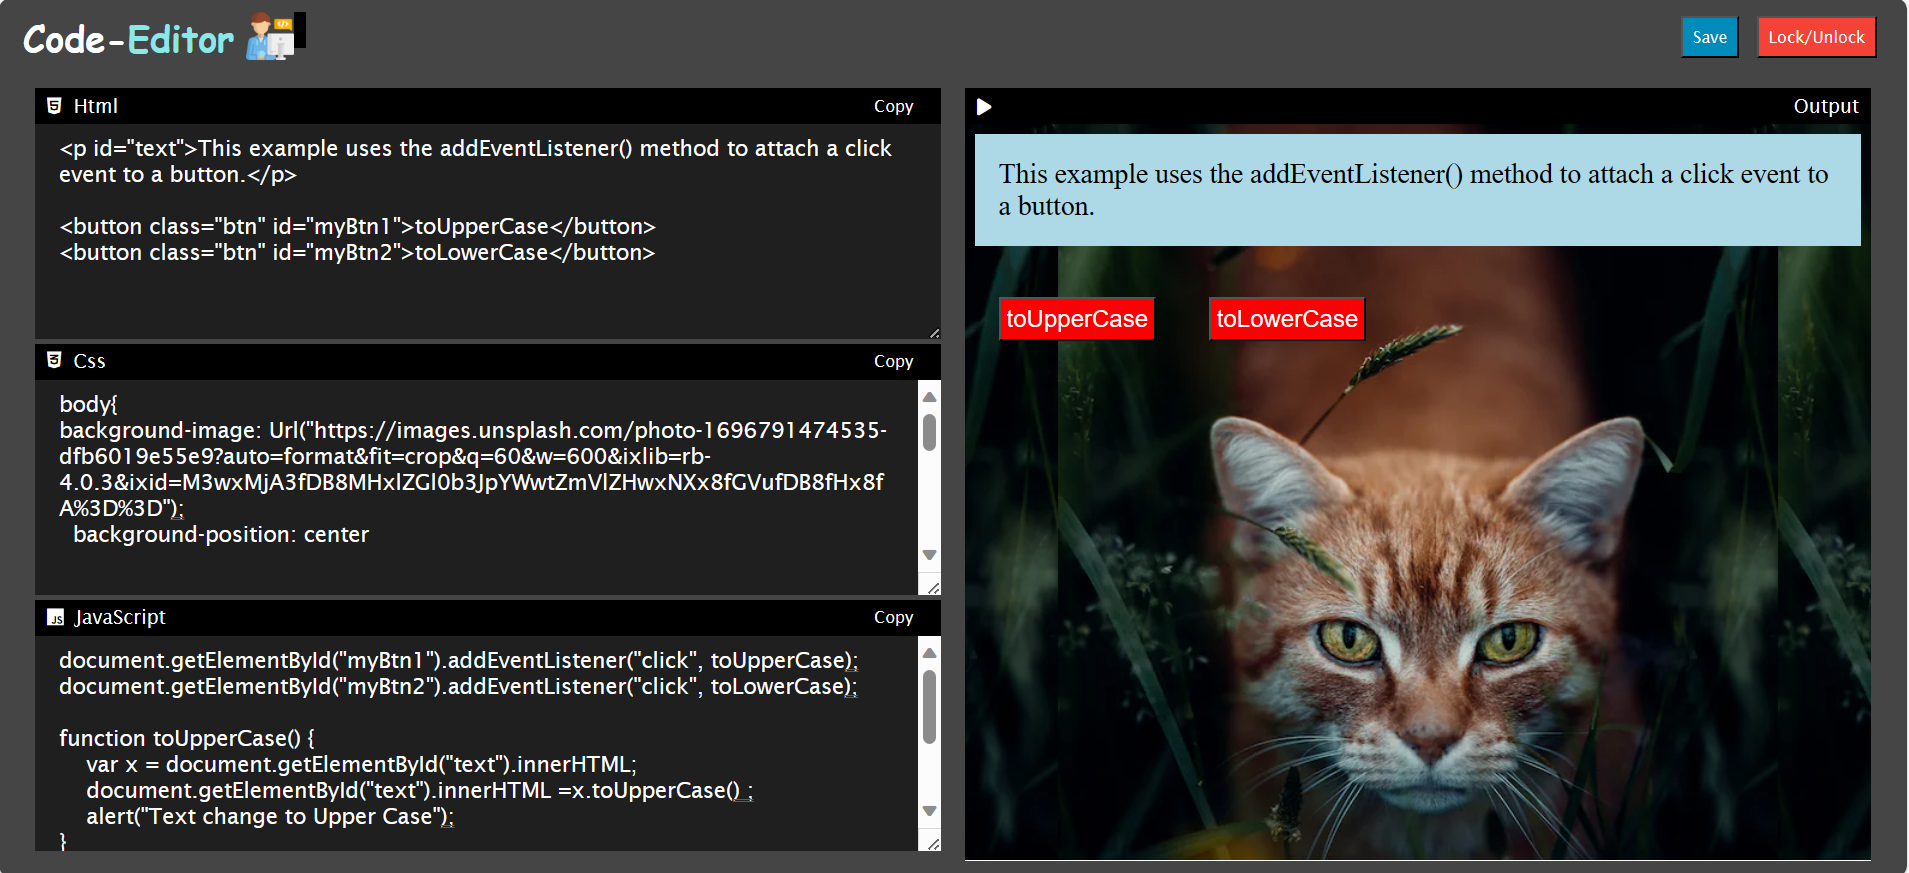 Code-Editor
Save
Lock/Unlock
Html
Copy
<p id="text">This example uses the addEventListener() method to attach a click
event to a button.</p>
<button class="btn" id="myBtn1">toUpperCase</button>
<button class="btn" id="myBtn2">toLowerCase</button>
Css
Copy
body{
background-image: Url("https://images.unsplash.com/photo-1696791474535-
dfb6019e55e9?auto=format&fit=crop&q=60&w=600&ixlib=rb-
4.0.3&ixid=M3wxMjA3fDB8MHxlZGl0b3JpYWwtZmVlZHwxNXx8fGVufDB8fHx8f
A%3D%3D");
background-position: center
JS JavaScript
Copy
document.getElementById("myBtn1").addEventListener("click", toUpperCase);
document.getElementById("myBtn2").addEventListener("click", toLowerCase);
function toUpperCase() {
var x = document.getElementById("text").innerHTML;
document.getElementById("text").innerHTML =x.toUpperCase() ;
alert("Text change to Upper Case");
}
Output
This example uses the addEventListener() method to attach a click event to
a button.
toUpperCase
toLowerCase